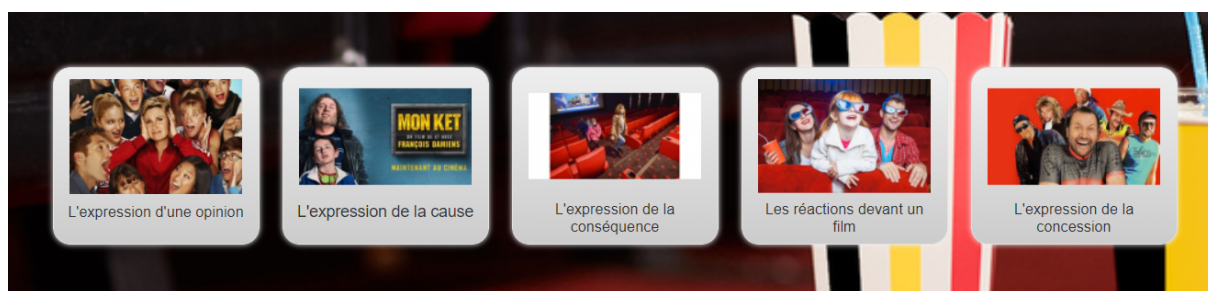 L'expression d'une opinion
MON KET
UN FILM DE ET AVEC
FRANÇOIS DAMIENS
MAINTENANT AU CINÉMA
L'expression de la cause
L'expression de la
conséquence
Les réactions devant un
film
L'expression de la
concession